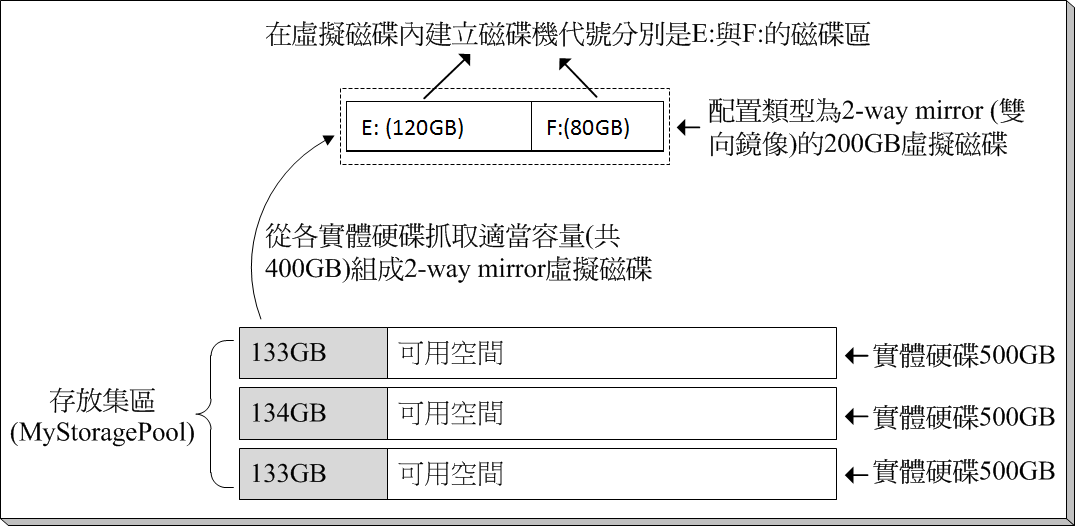 在虛擬磁碟內建立磁碟機代號分別是E:與F:的磁碟區
E: (120GB)
F:(80GB)
配置類型為2-way mirror (雙
向鏡像)的200GB虛擬磁碟
從各實體硬碟抓取適當容量(共
400GB)組成2-way mirror虛擬磁碟
133GB
可用空間
實體硬碟500GB
存放集區
(MyStoragePool)
134GB
可用空間
實體硬碟500GB
133GB
可用空間
實體硬碟500GB